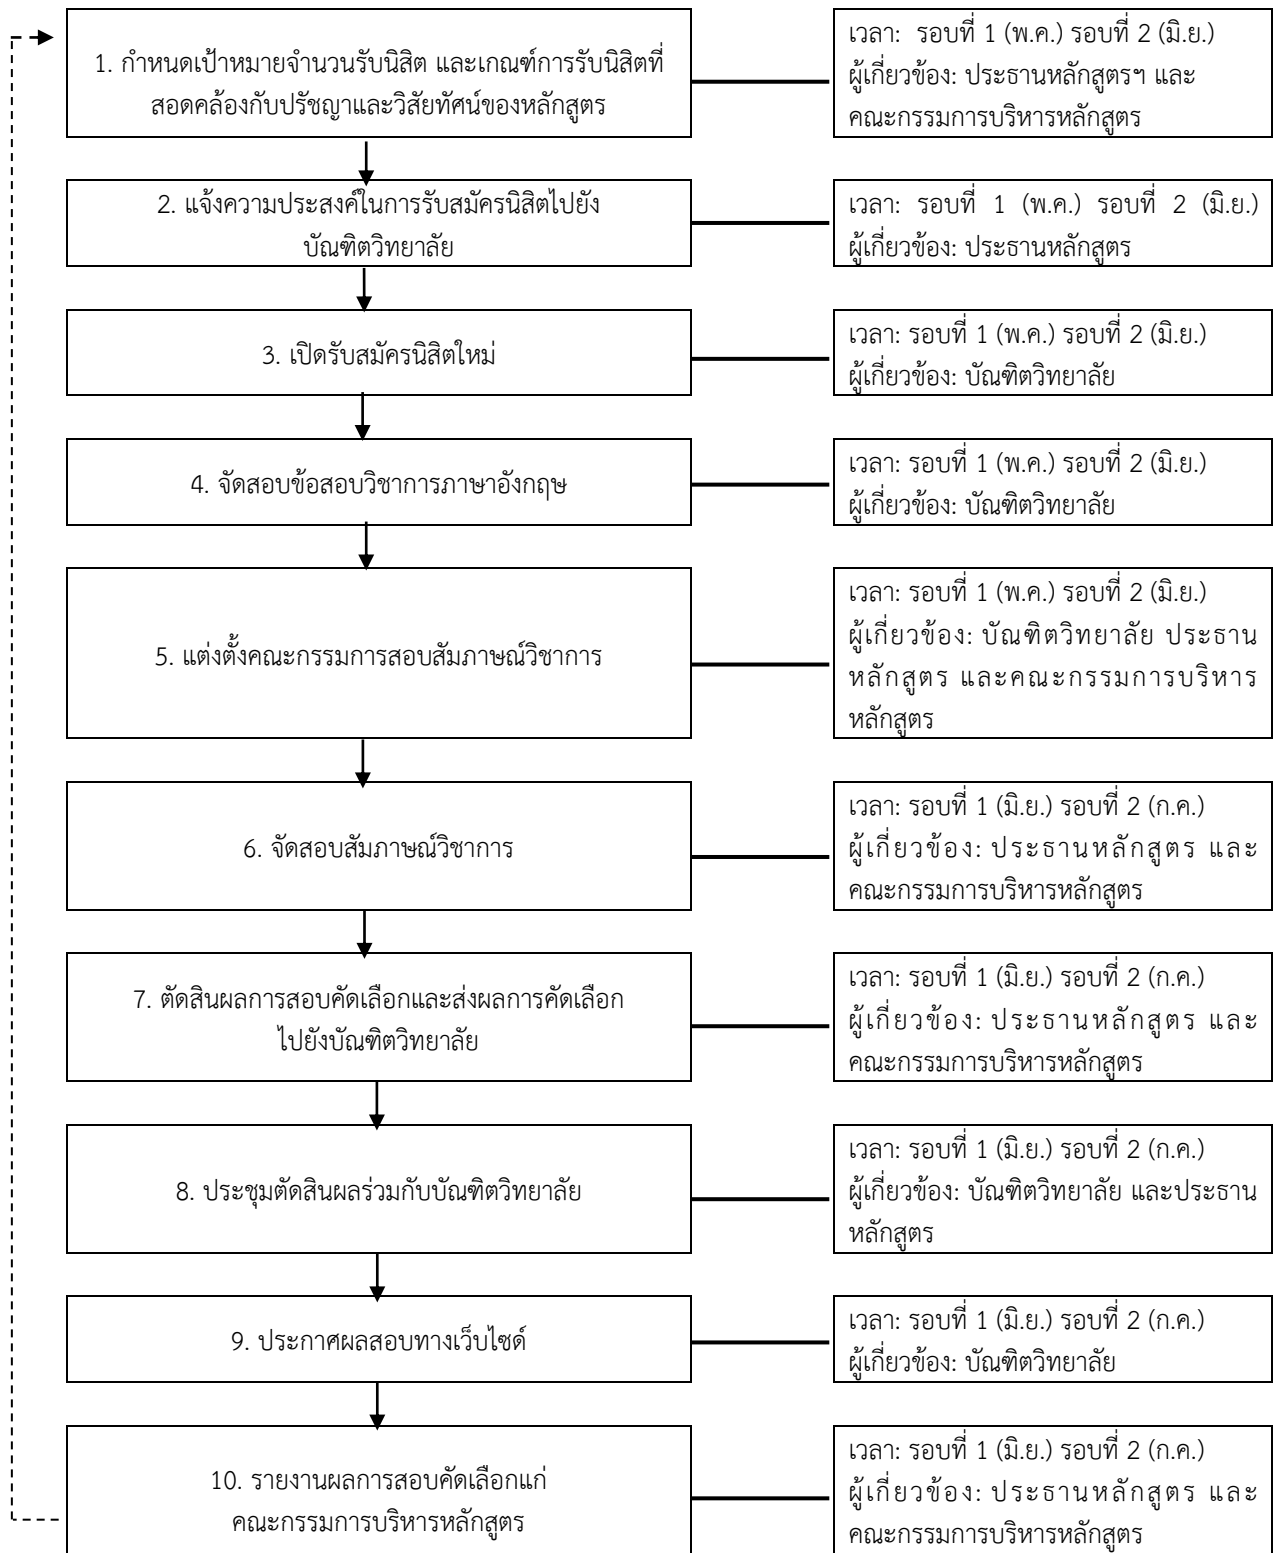 1. กำหนดเป้าหมายจำนวนรับนิสิต และเกณฑ์การรับนิสิตที่
สอดคล้องกับปรัชญาและวิสัยทัศน์ของหลักสูตร
เวลา: รอบที่ 1 (พ.ค.) รอบที่ 2 (มิ.ย.)
ผู้เกี่ยวข้อง: ประธานหลักสูตรฯ และ
คณะกรรมการบริหารหลักสูตร
2. แจ้งความประสงค์ในการรับสมัครนิสิตไปยัง
บัณฑิตวิทยาลัย
เวลา: รอบที่ 1 (พ.ค.) รอบที่ 2 (มิ.ย.)
ผู้เกี่ยวข้อง: ประธานหลักสูตร
3. เปิดรับสมัครนิสิตใหม่
เวลา: รอบที่ 1 (พ.ค.) รอบที่ 2 (มิ.ย.)
ผู้เกี่ยวข้อง: บัณฑิตวิทยาลัย
4. จัดสอบข้อสอบวิชาการภาษาอังกฤษ
เวลา: รอบที่ 1 (พ.ค.) รอบที่ 2 (มิ.ย.)
ผู้เกี่ยวข้อง: บัณฑิตวิทยาลัย
5. แต่งตั้งคณะกรรมการสอบสัมภาษณ์วิชาการ
เวลา: รอบที่ 1 (พ.ค.) รอบที่ 2 (มิ.ย.)
ผู้เกี่ยวข้อง: บัณฑิตวิทยาลัย ประธาน
หลักสูตร และคณะกรรมการบริหาร
หลักสูตร
6. จัดสอบสัมภาษณ์วิชาการ
เวลา: รอบที่ 1 (มิ.ย.) รอบที่ 2 (ก.ค.)
ผู้เกี่ยวข้อง: ประธานหลักสูตร และ
คณะกรรมการบริหารหลักสูตร
7. ตัดสินผลการสอบคัดเลือกและส่งผลการคัดเลือก
ไปยังบัณฑิตวิทยาลัย
เวลา: รอบที่ 1 (มิ.ย.) รอบที่ 2 (ก.ค.)
ผู้เกี่ยวข้อง: ประธานหลักสูตร และ
คณะกรรมการบริหารหลักสูตร
8. ประชุมตัดสินผลร่วมกับบัณฑิตวิทยาลัย
เวลา: รอบที่ 1 (มิ.ย.) รอบที่ 2 (ก.ค.)
ผู้เกี่ยวข้อง: บัณฑิตวิทยาลัย และประธาน
หลักสูตร
9. ประกาศผลสอบทางเว็บไซด์
เวลา: รอบที่ 1 (มิ.ย.) รอบที่ 2 (ก.ค.)
ผู้เกี่ยวข้อง: บัณฑิตวิทยาลัย
10. รายงานผลการสอบคัดเลือกแก่
คณะกรรมการบริหารหลักสูตร
เวลา: รอบที่ 1 (มิ.ย.) รอบที่ 2 (ก.ค.)
ผู้เกี่ยวข้อง: ประธานหลักสูตร และ
คณะกรรมการบริหารหลักสูตร